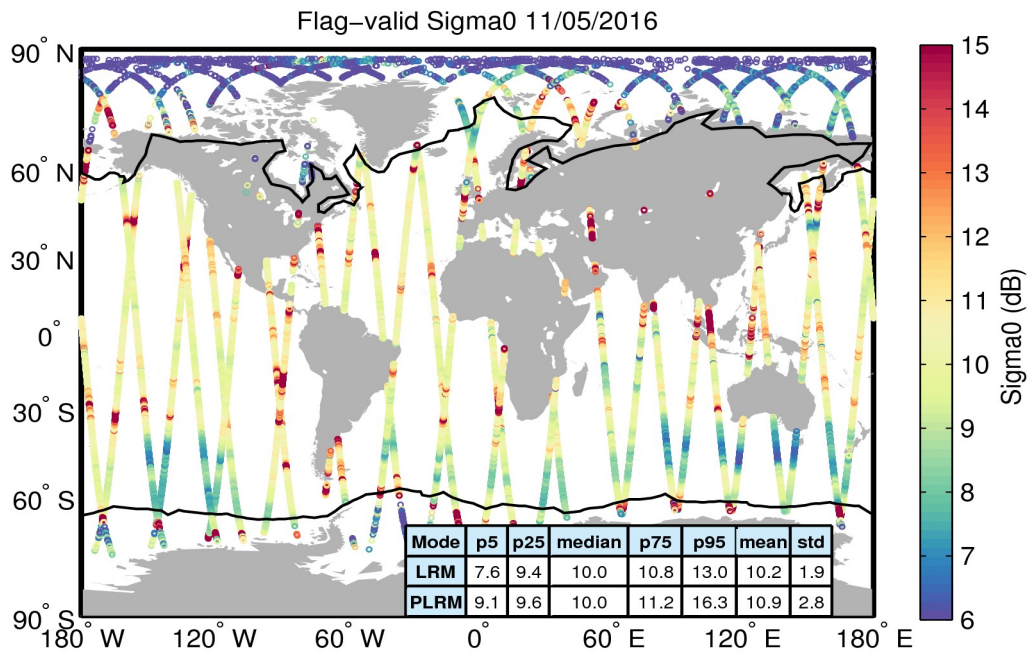 Flag−valid Sigma0 11/05/2016
90° N
60° N
30° N
0°
30° S
60° S
90° S
180° W
120° W
60° W
0°
60° E
120° E
180° E
15
14
13
12
11
10
9
8
7
6
Sigma0 (dB)
Mode p5 p25 median p75 p95 mean std
LRM 7.6 9.4 10.0 10.8 13.0 10.2 1.9
PLRM 9.1 9.6 10.0 11.2 16.3 10.9 2.8